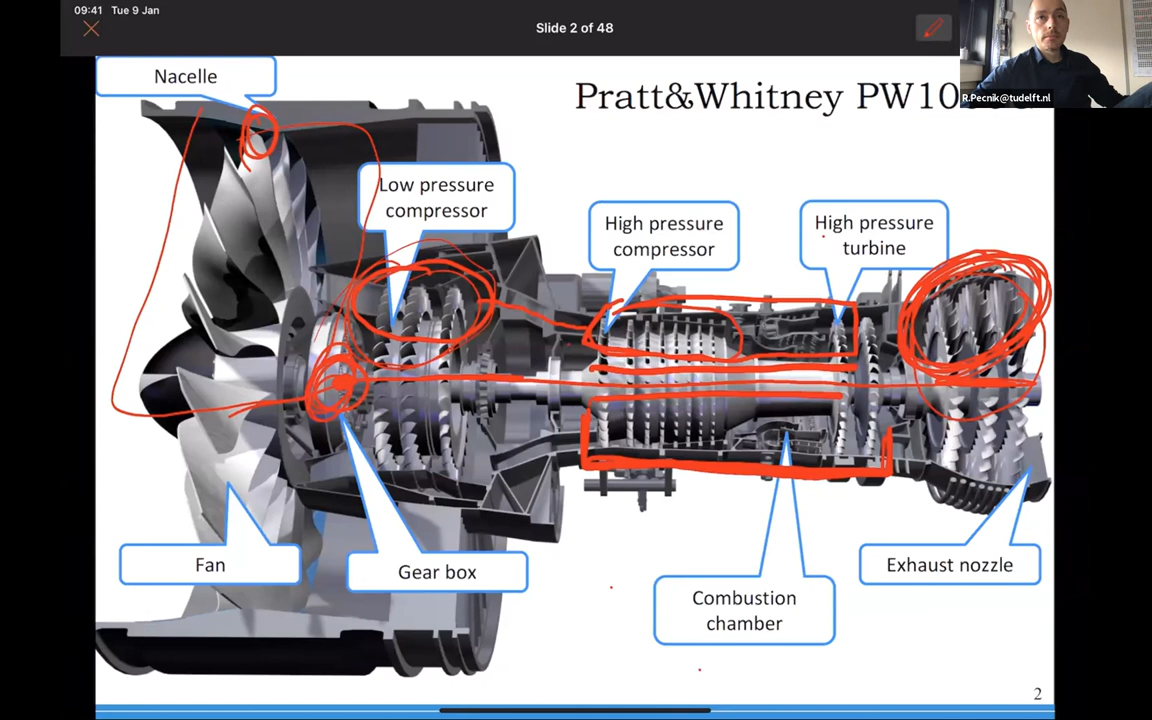 09:41 Tue 9 Jan
Slide 2 of 48
R.Pecnik@tudelft.nl
Nacelle
Pratt&Whitney PW10
Low pressure
compressor
High pressure
compressor
High pressure
turbine
Fan
Gear box
Combustion
chamber
Exhaust nozzle
2